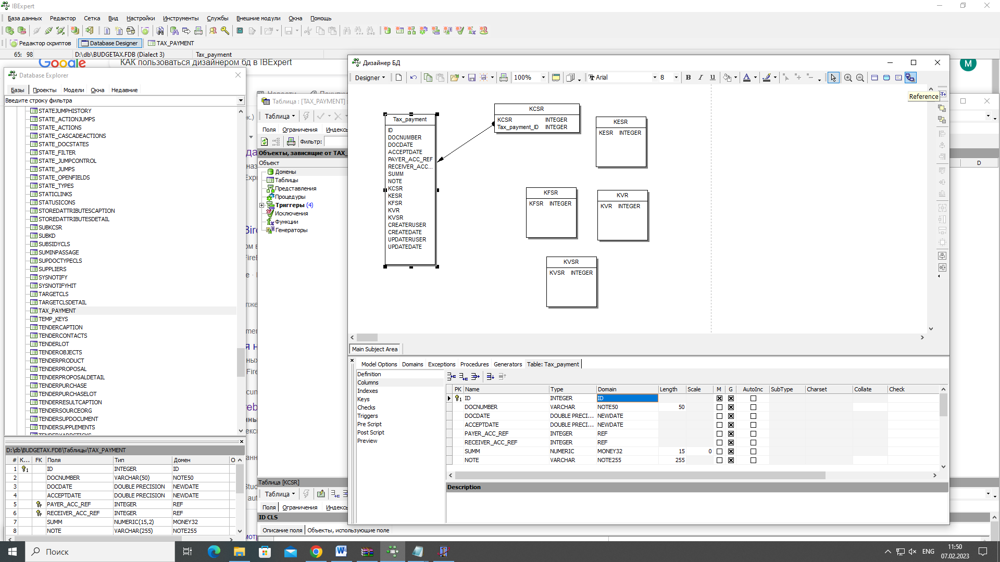 IBExpert
База данных Редактор Сетка Вид Настройки Инструменты Службы Внешние модули Окна Помощь
Редактор скриптов Database Designer TAX_PAYMENT
65: 98 D:\db\BUDGETAX.FDB (Dialect 3) Tax_payment
Google КАК пользоваться дизайнером бд в IBExpert
M
Database Explorer
Базы Проекты Модели Окна Недавние
Введите строку фильтра
STATEJUMPHISTORY
STATE_ACTIONJUMPS
STATE_ACTIONS
STATE_CASCADEACTIONS
STATE_DOCSTATES
STATE_FILTER
STATE_JUMPCONTROL
STATE_JUMPS
STATE_OPENFIELDS
STATE_TYPES
STATICLINKS
STATUSICONS
STOREDATTRIBUTESCAPTION
STOREDATTRIBUTESDETAIL
SUBKCSR
SUBKD
SUBSIDYCLS
SUMINPASSAGE
SUPDOCTYPECLS
SUPPLIERS
SYSNOTIFY
SYSNOTIFYHIT
TARGETCLS
TARGETCLSDETAIL
TAX_PAYMENT
TEMP_KEYS
TENDERCAPTION
TENDERCONTACTS
TENDERLOT
TENDEROBJECTS
TENDERPRODUCT
TENDERPROPOSAL
TENDERPROPOSALDETAIL
TENDERPURCHASE
TENDERPURCHASELOT
TENDERRESULTCAPTION
TENDERSOURCEORG
TENDERSUPDOCUMENT
TENDERSUPPLEMENTS
TENDERYARDSTICKS
D:\db\BUDGETAX.FDB\Таблицы\TAX_PAYMENT
# К... FK Поля Тип Домен О
1 ID INTEGER ID
2 DOCNUMBER VARCHAR(50) NOTE50
3 DOCDATE DOUBLE PRECISION NEWDATE
4 ACCEPTDATE DOUBLE PRECISION NEWDATE
5 PAYER_ACC_REF INTEGER REF
6 RECEIVER_ACC_REF INTEGER REF
7 SUMM NUMERIC(15,2) MONEY32
8 NOTE VARCHAR(255) NOTE255
Таблица : [TAX_PAYMENT]
Таблица
Поля Ограничения Индексы
Фильтр:
Объекты, зависящие от TAX_
Объект
Домены
Таблицы
Представления
Процедуры
Триггеры (4)
Исключения
Функции
Генераторы
Таблица [KCSR]
Таблица
Поля Ограничения Индексы
ID CLS
Описание поля Объекты, использующие поле
Дизайнер БД
Designer 100% Arial 8 B I U
Reference
D
Tax_payment
ID
DOCNUMBER
DOCDATE
ACCEPTDATE
PAYER_ACC_REF
RECEIVER_ACC...
SUMM
NOTE
KCSR
KESR
KFSR
KVR
KVSR
CREATERUSER
CREATEDATE
UPDATERUSER
UPDATEDATE
KCSR
KCSR INTEGER
Tax_payment_ID INTEGER
KESR
KESR INTEGER
KFSR
KFSR INTEGER
KVR
KVR INTEGER
KVSR
KVSR INTEGER
Main Subject Area
Model Options Domains Exceptions Procedures Generators Table: Tax_payment
Definition
Columns
Indexes
Keys
Checks
Triggers
Pre Script
Post Script
Preview
PK Name Type Domain Length Scale M G AutoInc SubType Charset Collate Check
1 ID INTEGER ID
DOCNUMBER VARCHAR NOTE50 50
DOCDATE DOUBLE PRECI... NEWDATE
ACCEPTDATE DOUBLE PRECI... NEWDATE
PAYER_ACC_REF INTEGER REF
RECEIVER_ACC_REF INTEGER REF
SUMM NUMERIC MONEY32 15 0
NOTE VARCHAR NOTE255 255
Description
Поиск
ENG
11:50
07.02.2023